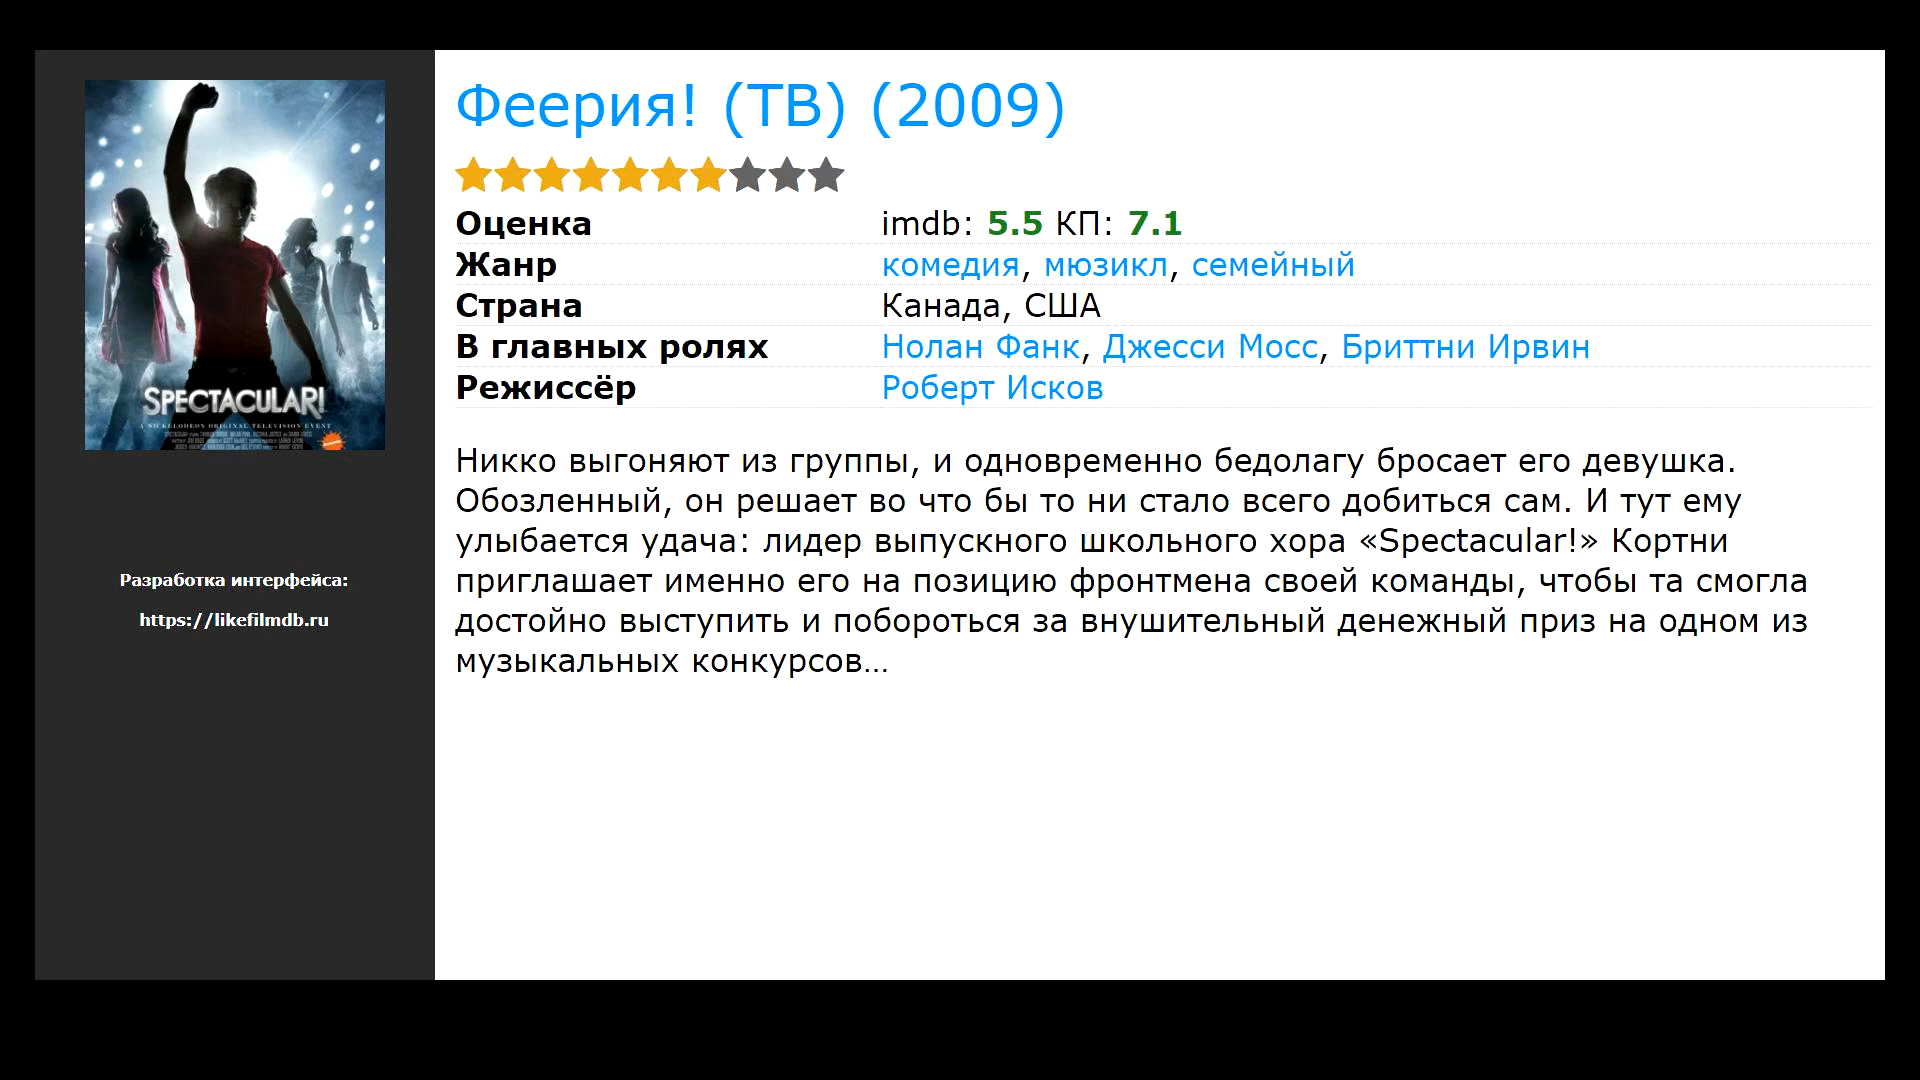 Феерия! (ТВ) (2009)
Оценка imdb: 5.5 КП: 7.1
Жанр комедия, мюзикл, семейный
Страна Канада, США
В главных ролях Нолан Фанк, Джесси Мосс, Бриттни Ирвин
Режиссёр Роберт Исков
Никко выгоняют из группы, и одновременно бедолагу бросает его девушка.
Обозленный, он решает во что бы то ни стало всего добиться сам. И тут ему
улыбается удача: лидер выпускного школьного хора «Spectacular!» Кортни
приглашает именно его на позицию фронтмена своей команды, чтобы та смогла
достойно выступить и побороться за внушительный денежный приз на одном из
музыкальных конкурсов…
SPECTACULAR!
A NICKELODEON ORIGINAL TELEVISION EVENT
Разработка интерфейса:
https://likefilmdb.ru